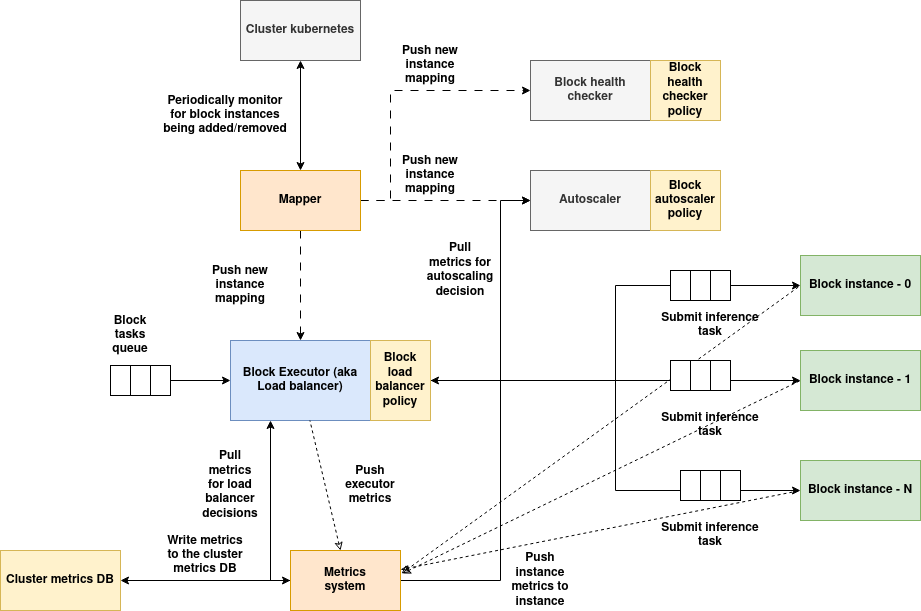 Cluster kubernetes
Push new
instance
mapping
Block health
checker
Block
health
checker
policy
Periodically monitor
for block instances
being added/removed
Push new
instance
mapping
Mapper
Autoscaler
Block
autoscaler
policy
Pull
metrics for
autoscaling
decision
Push new
instance
mapping
Block instance - 0
Submit inference
task
Block
tasks
queue
Block Executor (aka
Load balancer)
Block
load
balancer
policy
Block instance - 1
Submit inference
task
Pull
metrics
for load
balancer
decisions
Push
executor
metrics
Block instance - N
Submit inference
task
Write metrics
to the cluster
metrics DB
Cluster metrics DB
Metrics
system
Push
instance
metrics to
instance